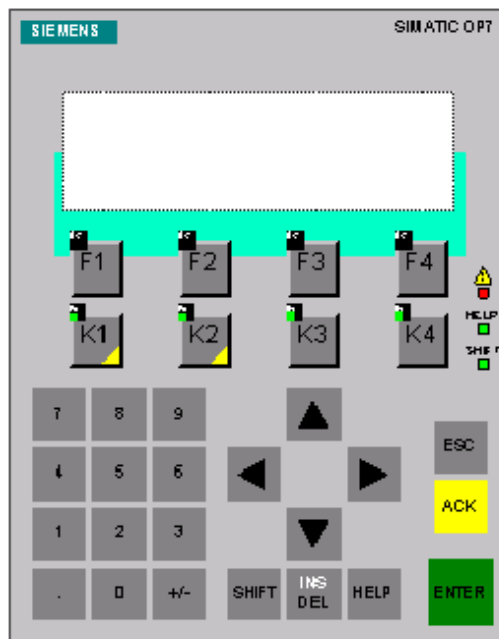 SIEMENS
SIMATIC OP7
F1 F2 F3 F4
HELP
K1 K2 K3 K4
SHIFT
7 8 9
ESC
4 5 6
ACK
1 2 3
. 0 +/-
SHIFT INS DEL HELP
ENTER